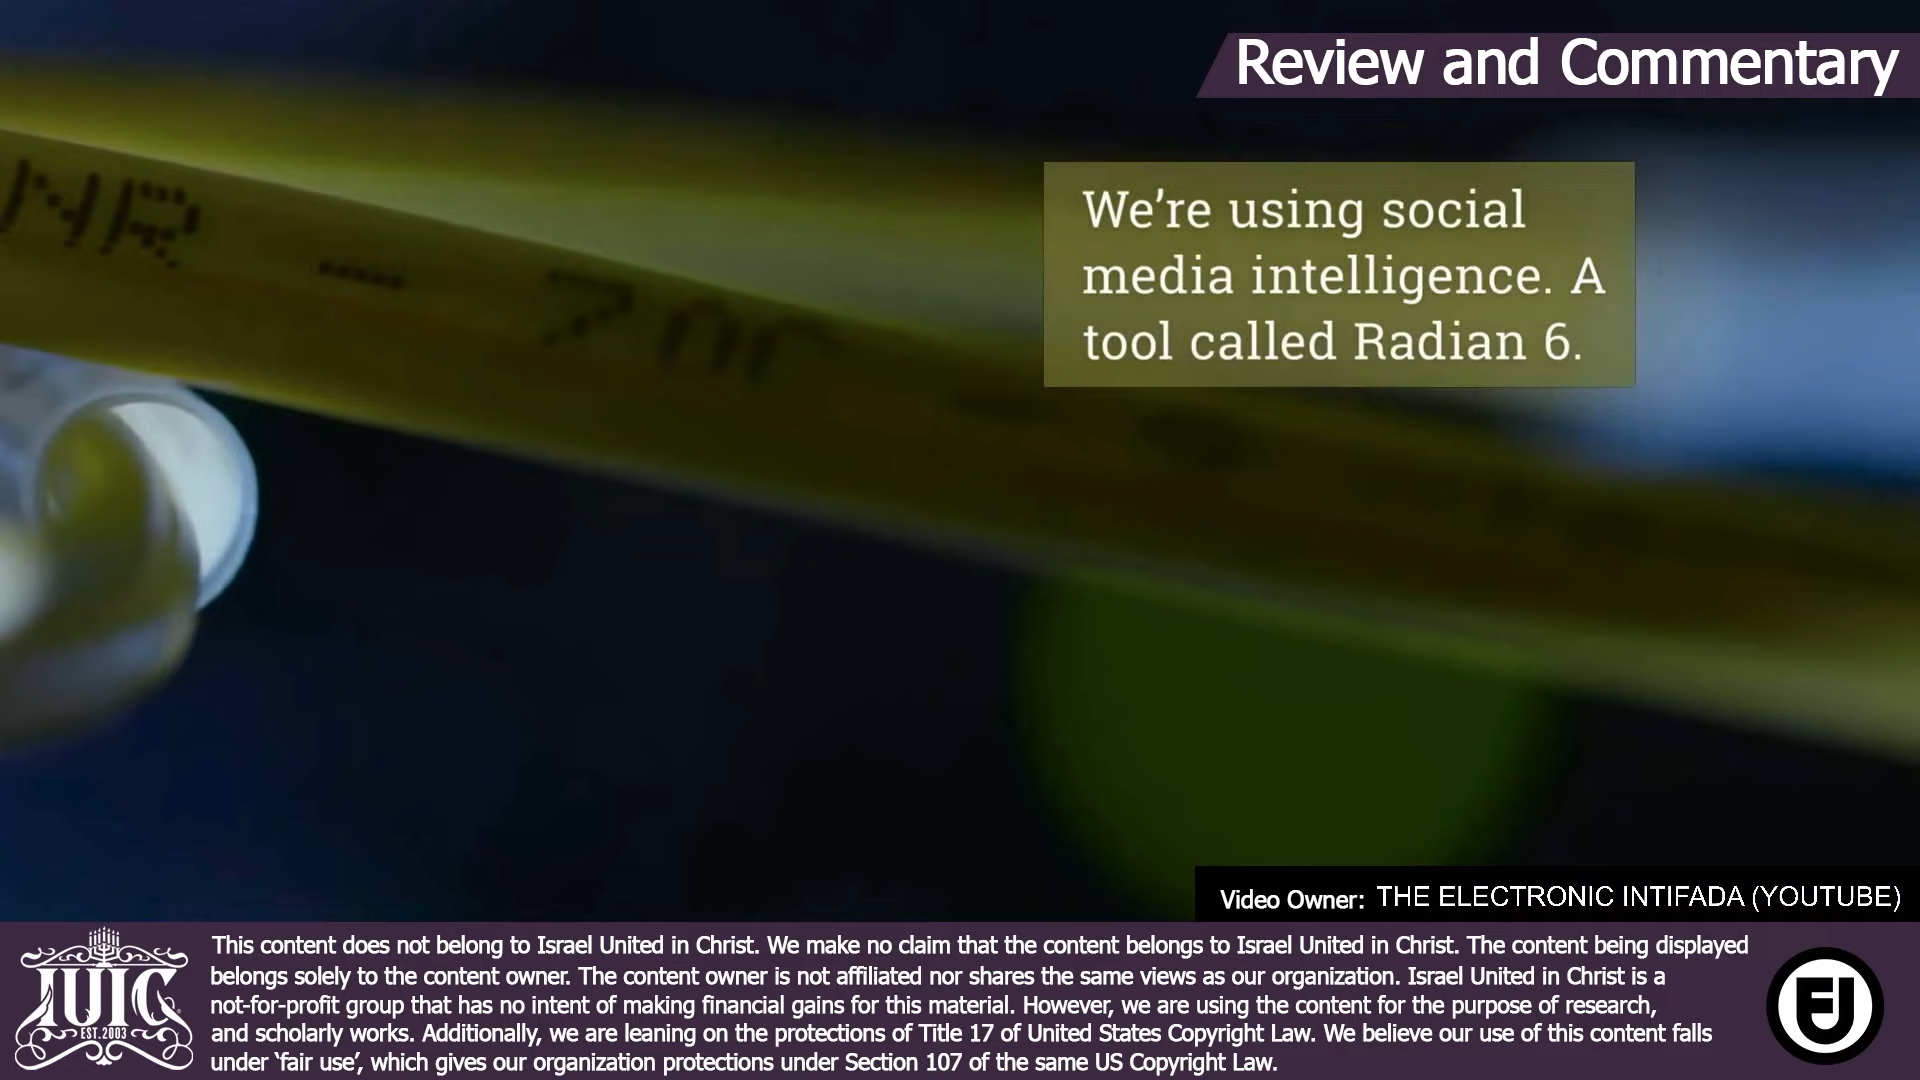 Review and Commentary
NR - 70C
We're using social
media intelligence. A
tool called Radian 6.
Video Owner: THE ELECTRONIC INTIFADA (YOUTUBE)
This content does not belong to Israel United in Christ. We make no claim that the content belongs to Israel United in Christ. The content being displayed
belongs solely to the content owner. The content owner is not affiliated nor shares the same views as our organization. Israel United in Christ is a
not-for-profit group that has no intent of making financial gains for this material. However, we are using the content for the purpose of research,
and scholarly works. Additionally, we are leaning on the protections of Title 17 of United States Copyright Law. We believe our use of this content falls
under ‘fair use’, which gives our organization protections under Section 107 of the same US Copyright Law.
IUIC
EST. 2003
EI